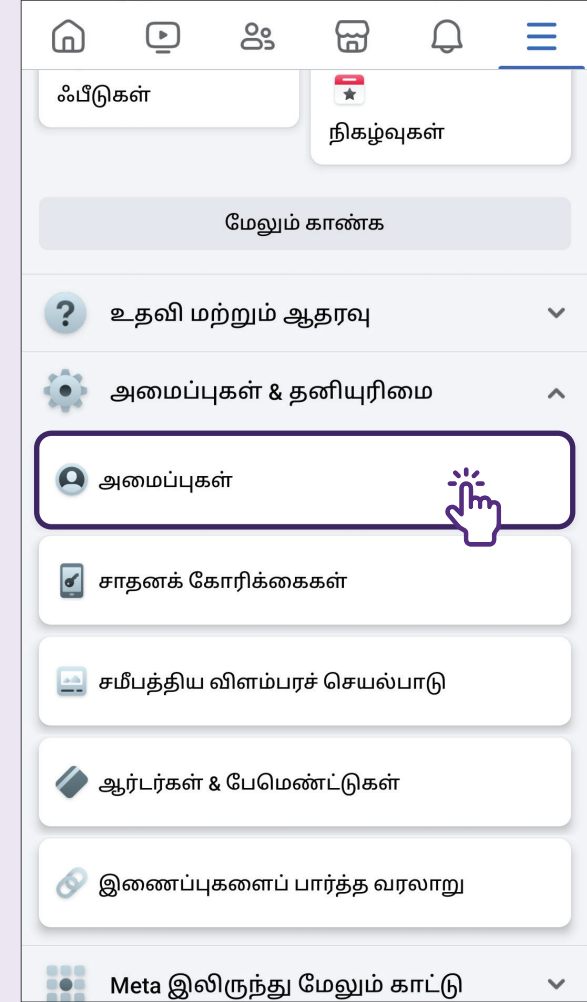 ஃபீடுகள்
நிகழ்வுகள்
மேலும் காண்க
உதவி மற்றும் ஆதரவு
அமைப்புகள் & தனியுரிமை
அமைப்புகள்
சாதனக் கோரிக்கைகள்
சமீபத்திய விளம்பரச் செயல்பாடு
ஆர்டர்கள் & பேமெண்ட்டுகள்
இணைப்புகளைப் பார்த்த வரலாறு
Meta இலிருந்து மேலும் காட்டு